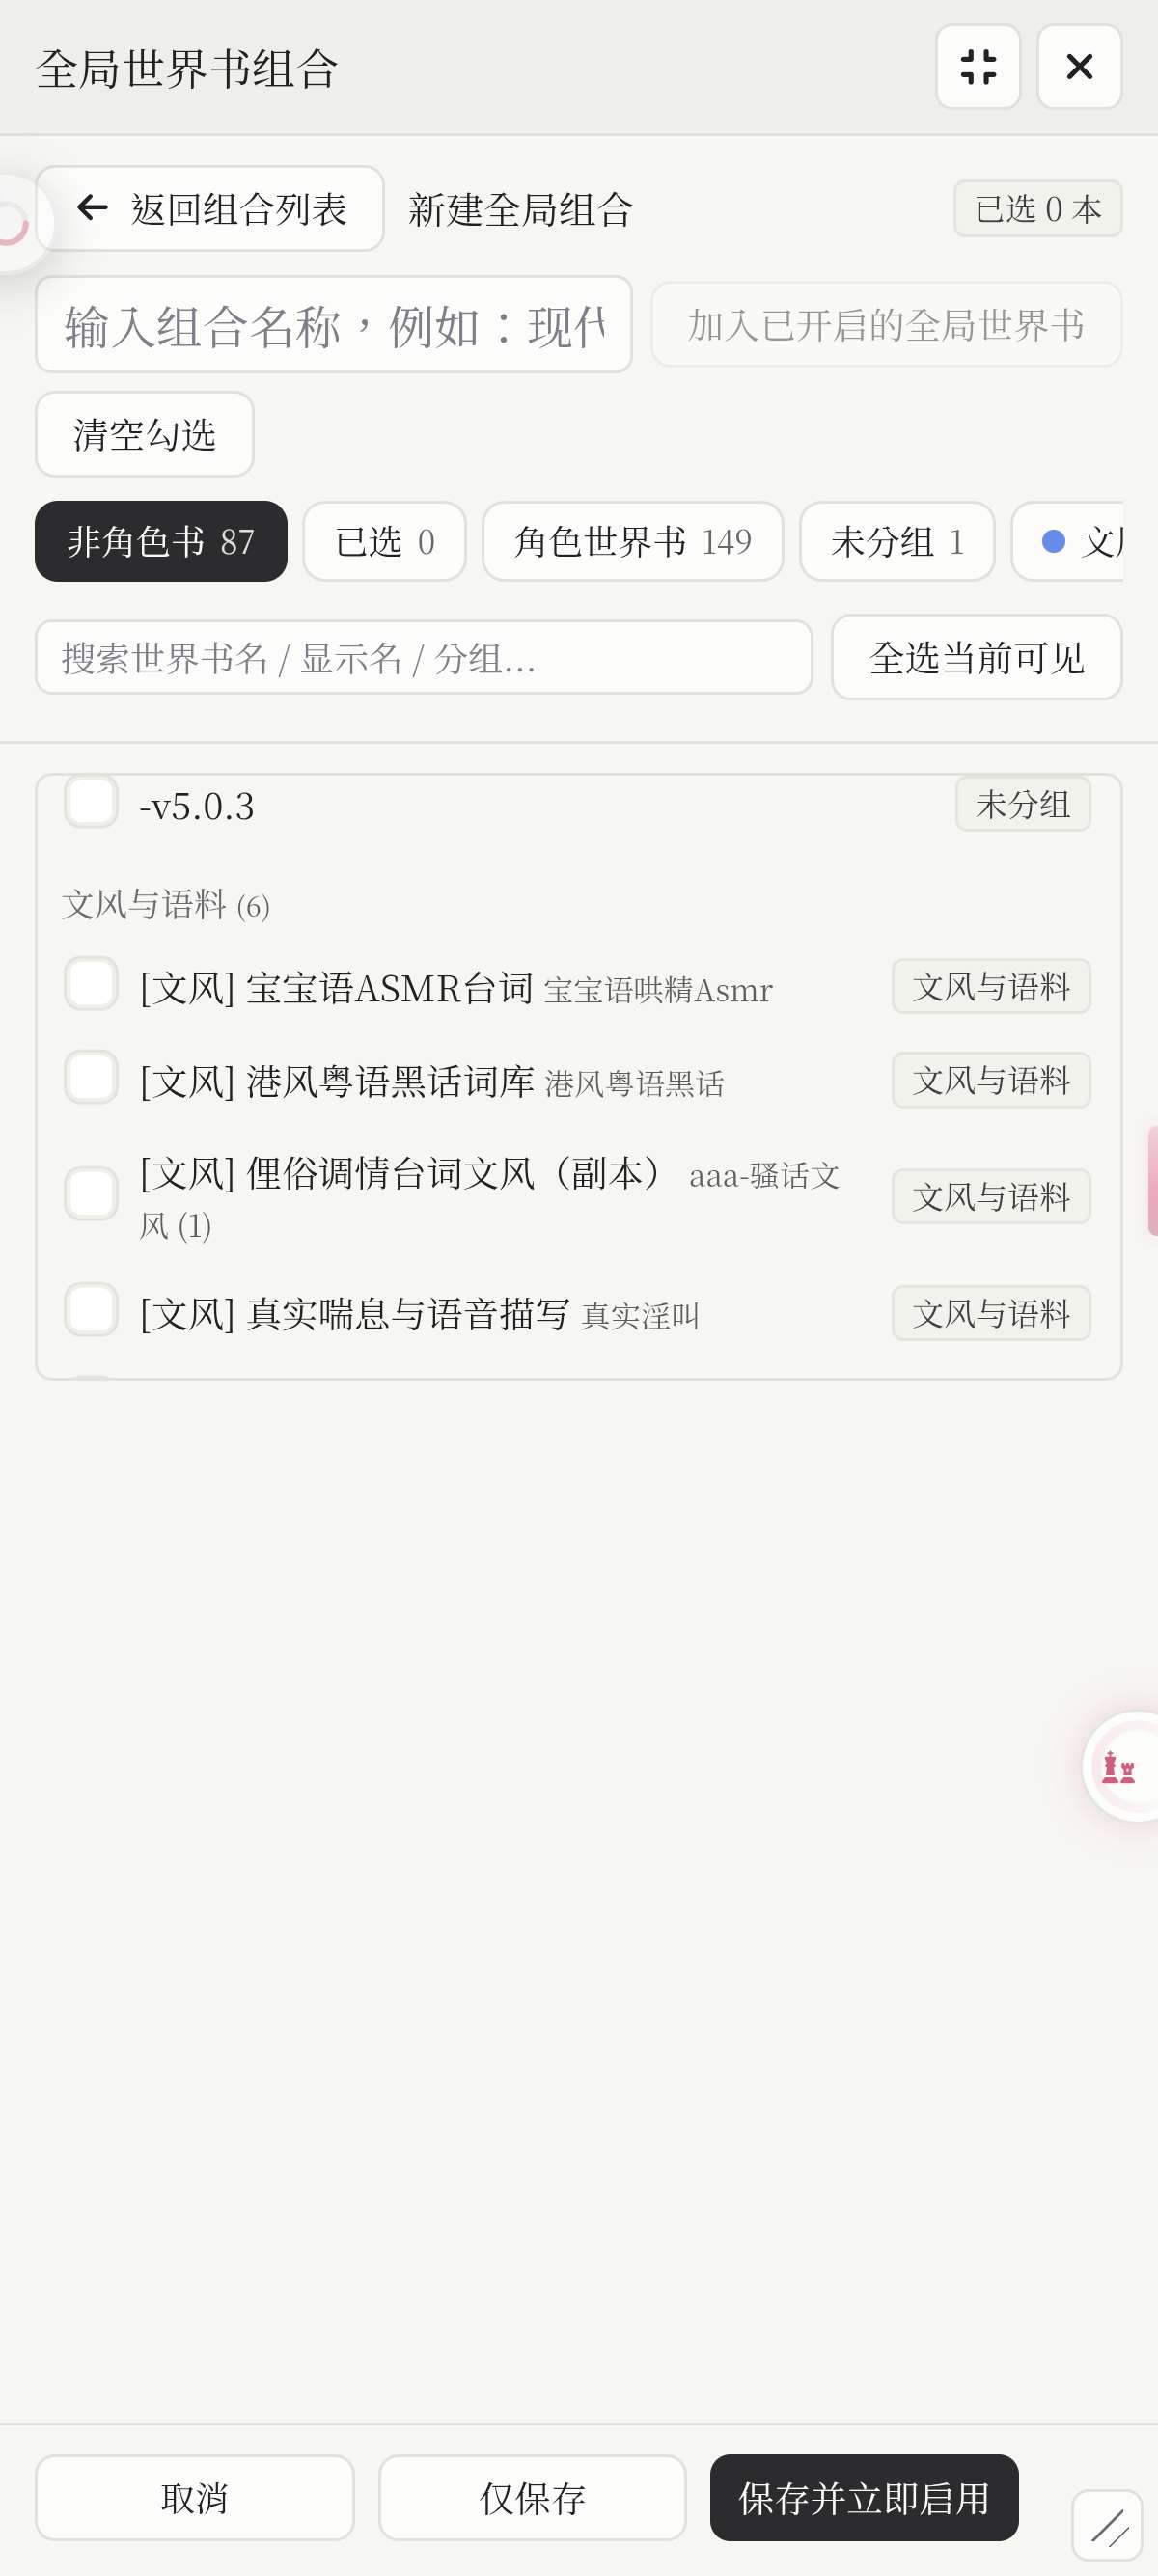 全局世界书组合
返回组合列表
新建全局组合
已选 0 本
输入组合名称，例如：现代
加入已开启的全局世界书
清空勾选
非角色书 87
已选 0
角色世界书 149
未分组 1
文
搜索世界书名 / 显示名 / 分组...
全选当前可见
-v5.0.3
未分组
文风与语料 (6)
[文风] 宝宝语ASMR台词 宝宝语哄精Asmr
文风与语料
[文风] 港风粤语黑话词库 港风粤语黑话
文风与语料
[文风] 俚俗调情台词文风（副本） aaa-骚话文
风 (1)
文风与语料
[文风] 真实喘息与语音描写 真实淫叫
文风与语料
取消
仅保存
保存并立即启用